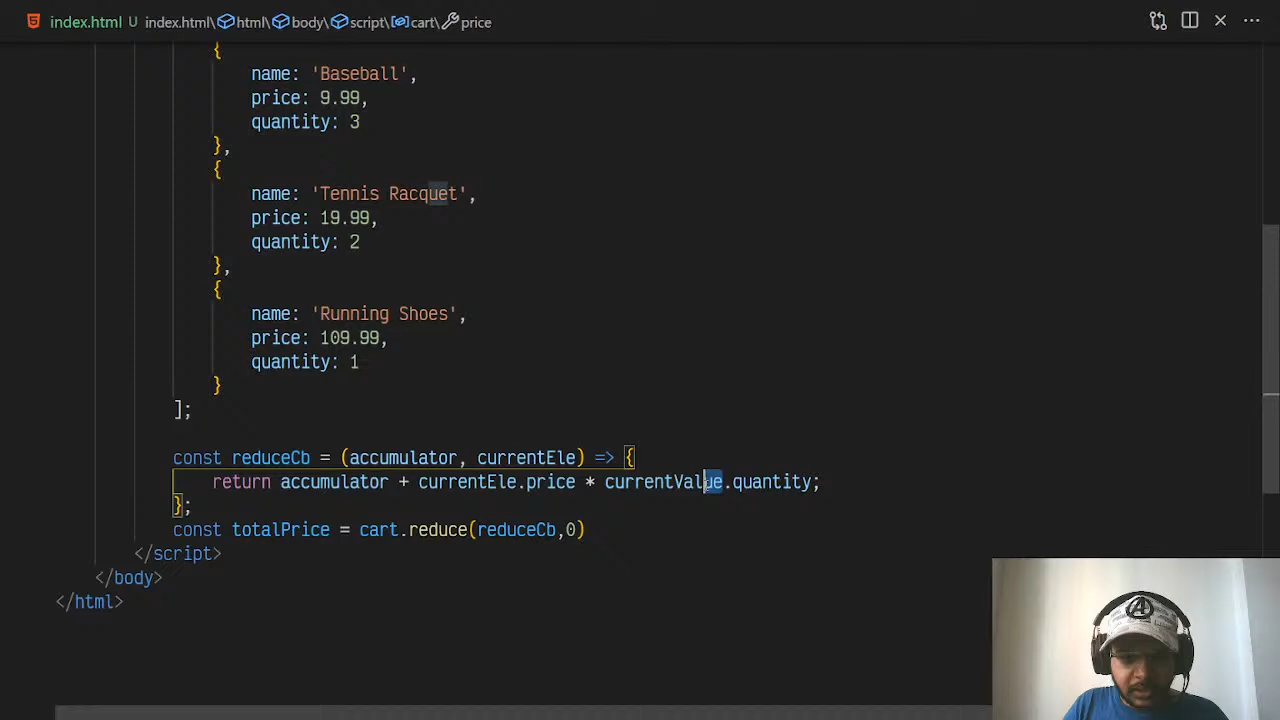 index.html U index.html\html\body\script\cart\price
{
name: 'Baseball',
price: 9.99,
quantity: 3
},
{
name: 'Tennis Racquet',
price: 19.99,
quantity: 2
},
{
name: 'Running Shoes',
price: 109.99,
quantity: 1
}
];
const reduceCb = (accumulator, currentEle) => {
return accumulator + currentEle.price * currentValue.quantity;
};
const totalPrice = cart.reduce(reduceCb,0)
</script>
</body>
</html>